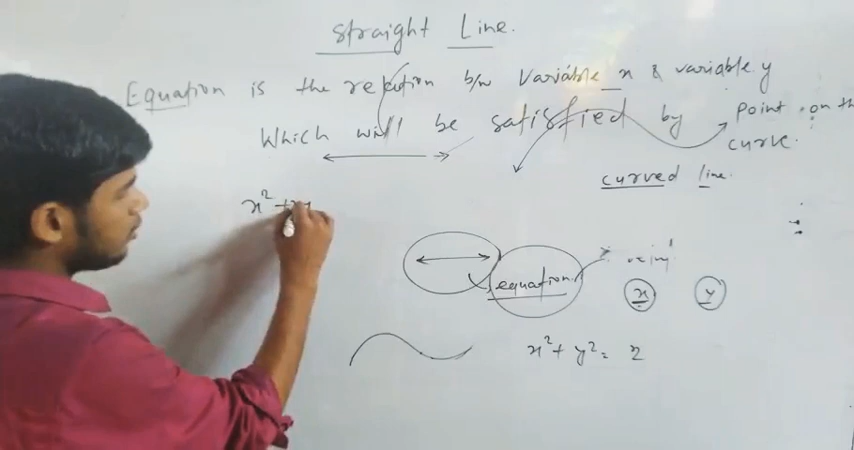 Straight Line.
Equation is the relation b/w Variable x & variable y
Which will be satisfied by Point on the
curve.
curved line.
x² +
equation.
x y
x² + y² = 2